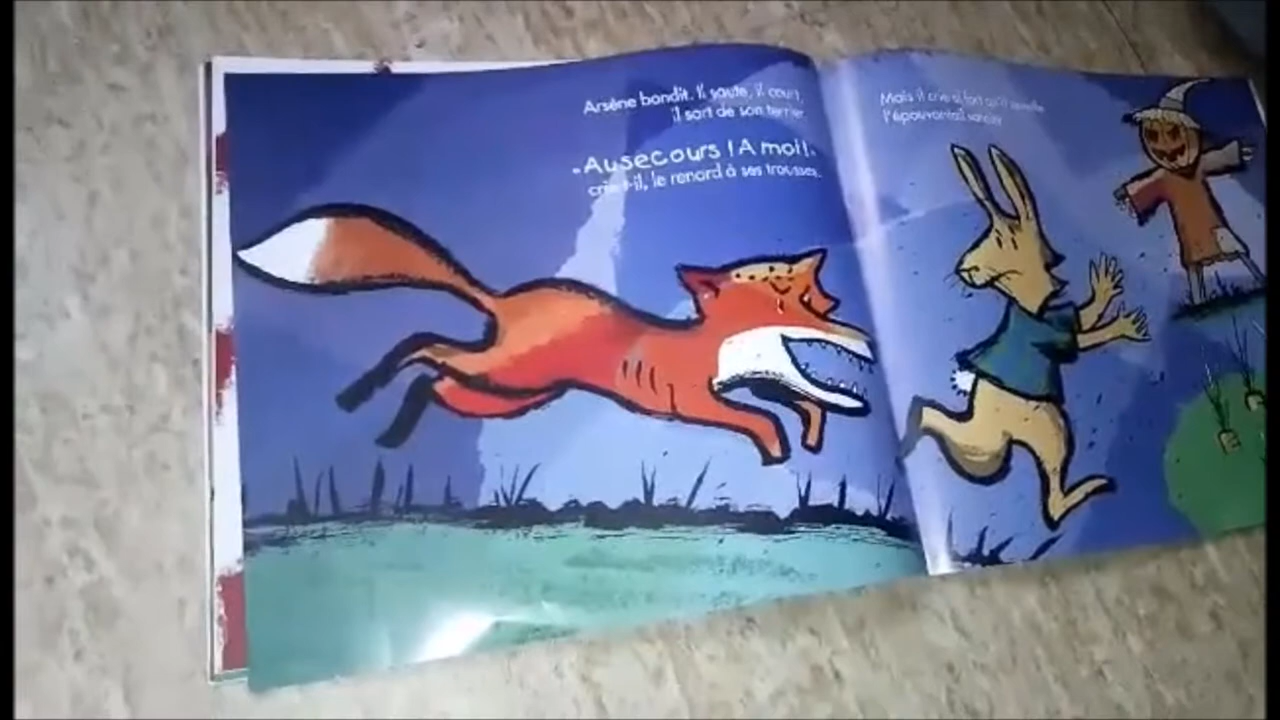 Arsène bondit. Il saute, il court,
il sort de son terrier.
« Au secours ! A moi ! »
crie-t-il, le renard à ses trousses.
Mais il crie si fort qu'il réveille
l'épouvantail sorcier.